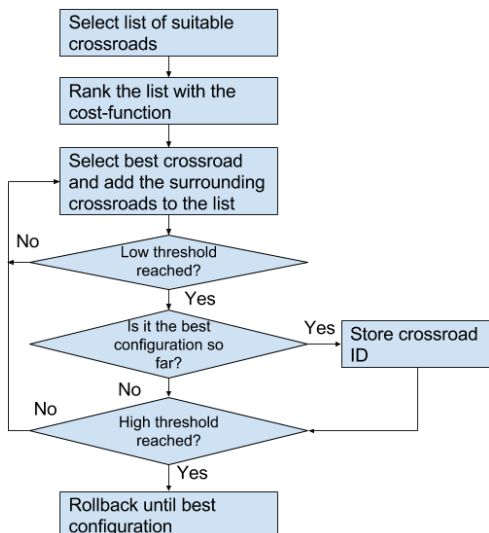 Select list of suitable
crossroads
Rank the list with the
cost-function
Select best crossroad
and add the surrounding
crossroads to the list
No
Low threshold
reached?
Yes
Is it the best
configuration so
far?
Yes
Store crossroad
ID
No
No
High threshold
reached?
Yes
Rollback until best
configuration